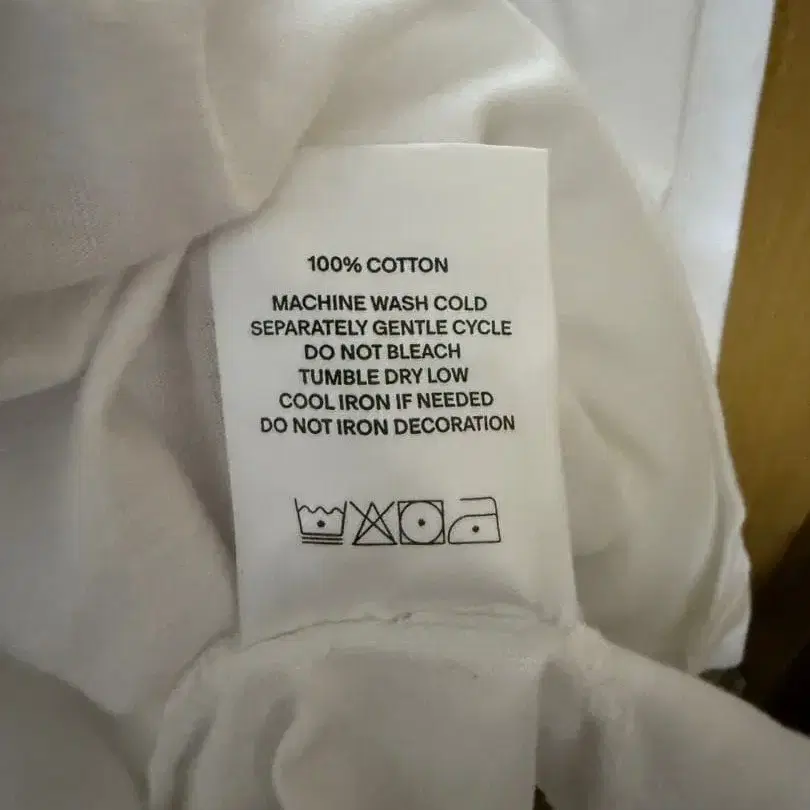 100% COTTON
MACHINE WASH COLD
SEPARATELY GENTLE CYCLE
DO NOT BLEACH
TUMBLE DRY LOW
COOL IRON IF NEEDED
DO NOT IRON DECORATION